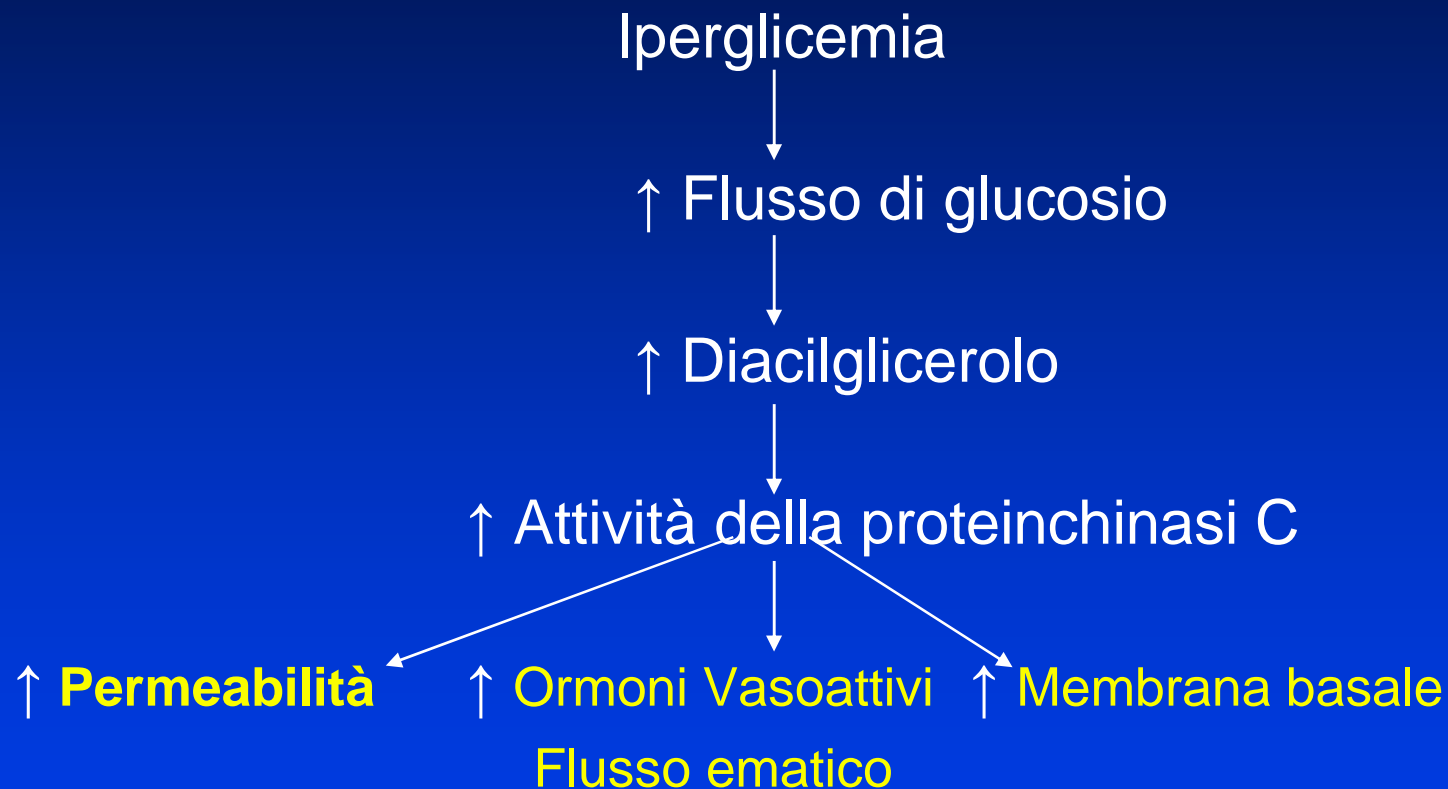 Iperglicemia
↑ Flusso di glucosio
↑ Diacilglicerolo
↑ Attività della proteinchinasi C
↑ Permeabilità ↑ Ormoni Vasoattivi ↑ Membrana basale
Flusso ematico